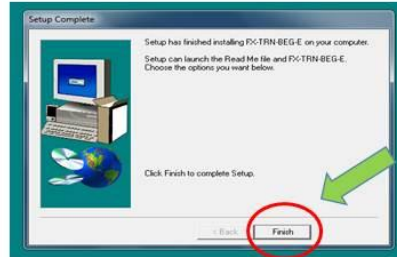 Setup Complete
Setup has finished installing FX-TRN-BEG-E on your computer.
Setup can launch the Read Me file and FX-TRN-BEG-E.
Choose the options you want below.
Click Finish to complete Setup.
< Back
Finish